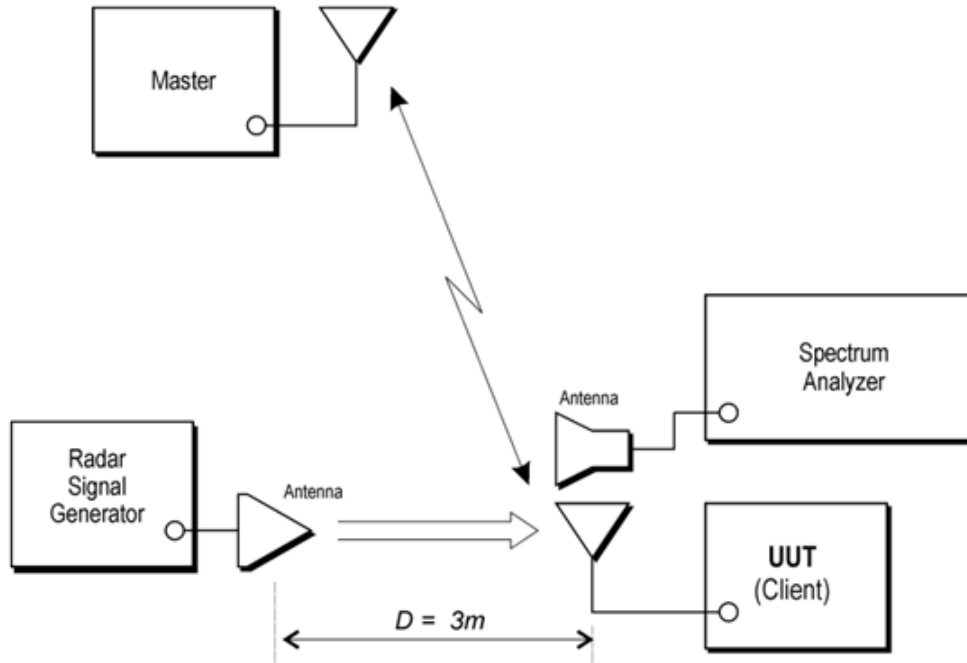 Master
Spectrum
Analyzer
Antenna
Radar
Signal
Generator
Antenna
UUT
(Client)
D = 3m